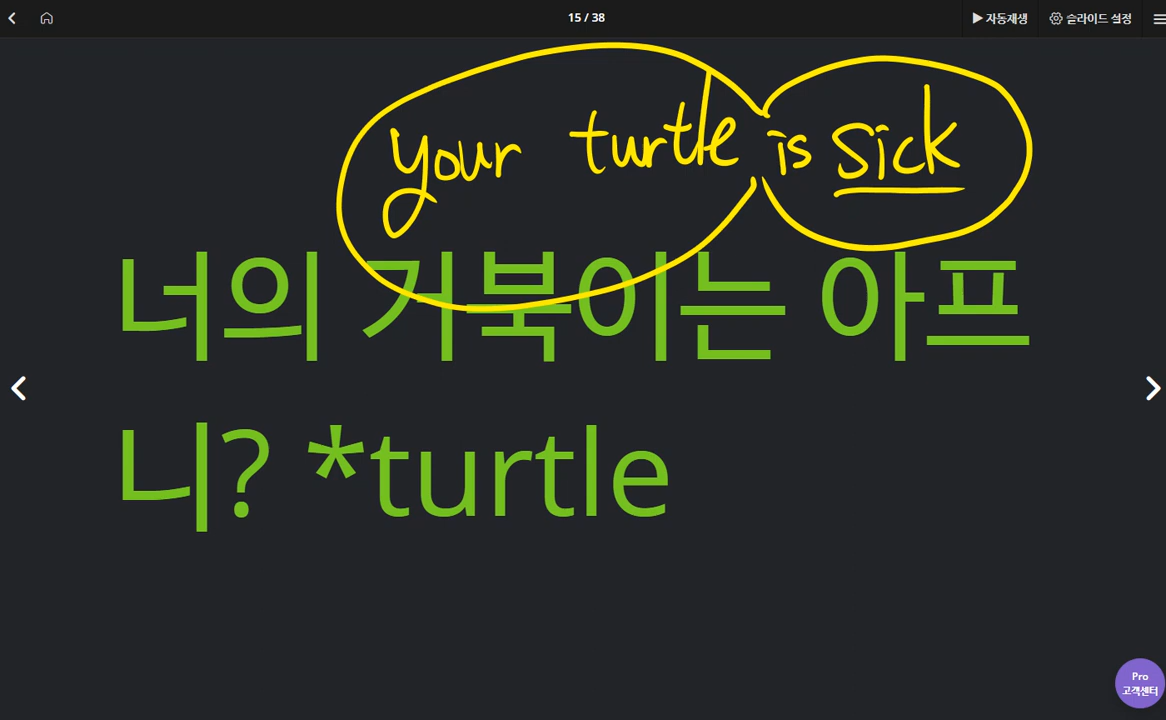 15 / 38
▶ 자동재생
슬라이드 설정
your turtle is sick
너의 거북이는 아프
니? *turtle
Pro
고객센터